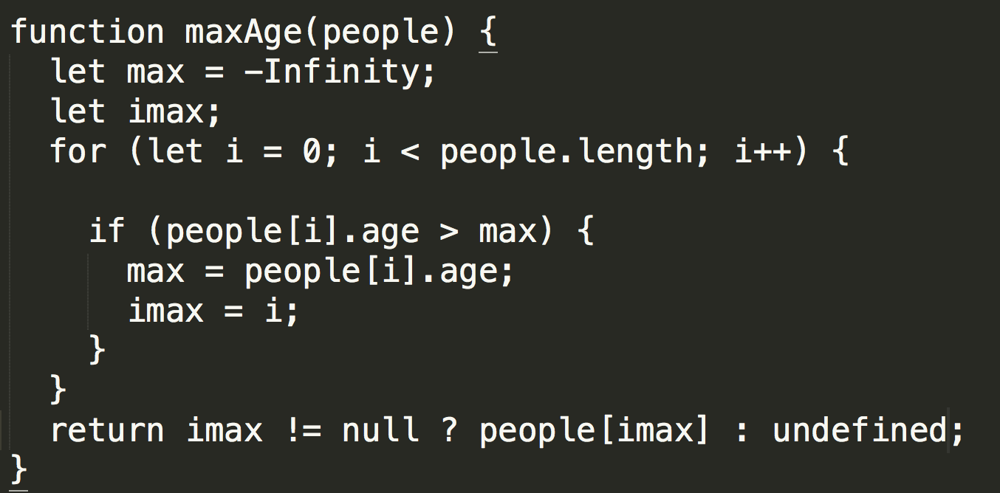 function maxAge(people) {
  let max = -Infinity;
  let imax;
  for (let i = 0; i < people.length; i++) {

    if (people[i].age > max) {
      max = people[i].age;
      imax = i;
    }
  }
  return imax != null ? people[imax] : undefined;
}